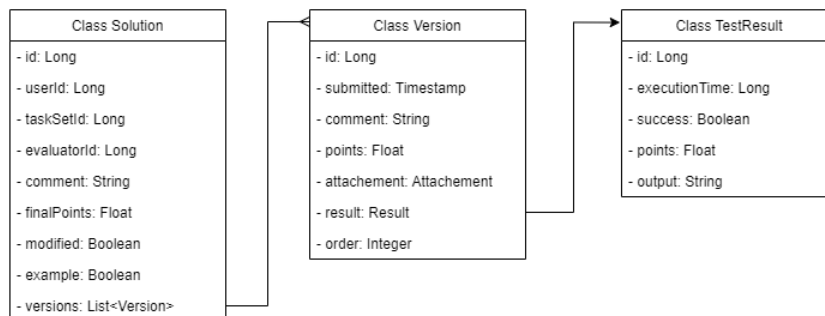 Class Solution
- id: Long
- userId: Long
- taskSetId: Long
- evaluatorId: Long
- comment: String
- finalPoints: Float
- modified: Boolean
- example: Boolean
- versions: List<Version>
Class Version
- id: Long
- submitted: Timestamp
- comment: String
- points: Float
- attachement: Attachement
- result: Result
- order: Integer
Class TestResult
- id: Long
- executionTime: Long
- success: Boolean
- points: Float
- output: String